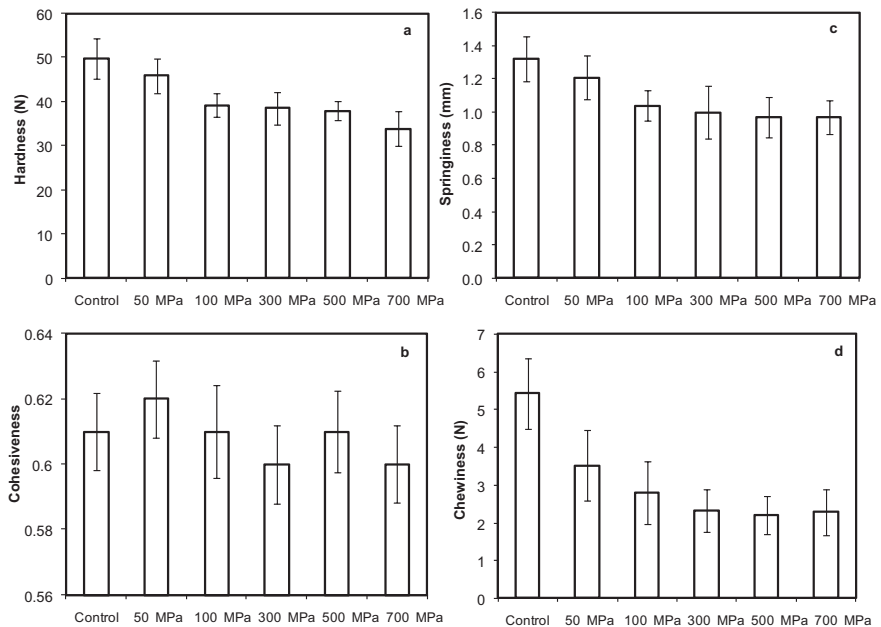 a
Hardness (N)
60
50
40
30
20
10
0
Control 50 MPa 100 MPa 300 MPa 500 MPa 700 MPa
c
Springiness (mm)
1.6
1.4
1.2
1.0
0.8
0.6
0.4
0.2
0.0
Control 50 MPa 100 MPa 300 MPa 500 MPa 700 MPa
b
Cohesiveness
0.64
0.62
0.6
0.58
0.56
Control 50 MPa 100 MPa 300 MPa 500 MPa 700 MPa
d
Chewiness (N)
7
6
5
4
3
2
1
0
Control 50 MPa 100 MPa 300 MPa 500 MPa 700 MPa